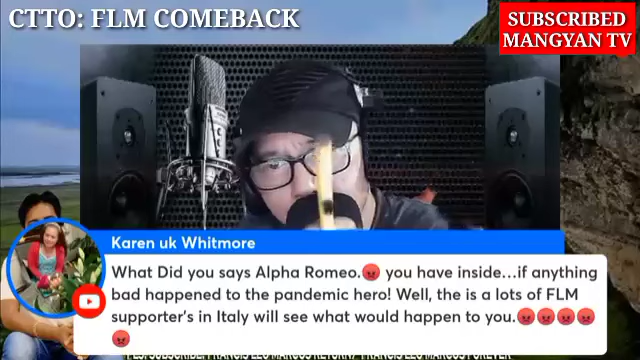 CTTO: FLM COMEBACK
SUBSCRIBED
MANGYAN TV
Karen uk Whitmore
What Did you says Alpha Romeo.😡 you have inside...if anything
bad happened to the pandemic hero! Well, the is a lots of FLM
supporter's in Italy will see what would happen to you.😡😡😡😡
😡